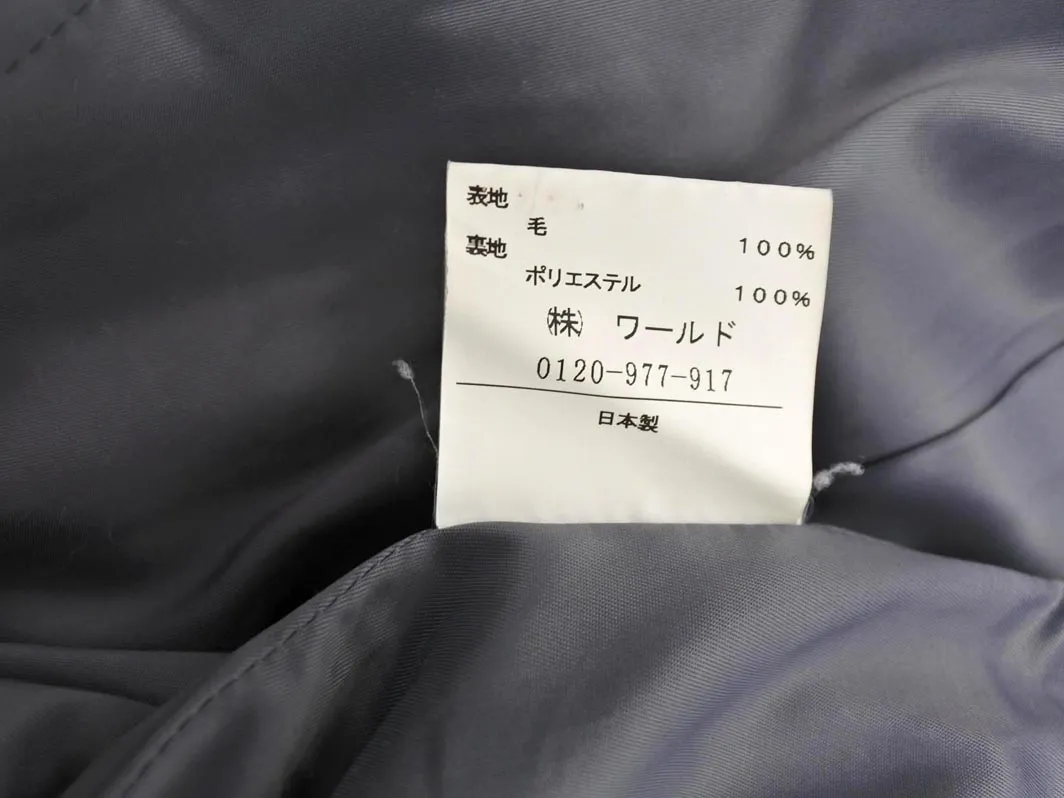 表地
毛 １００％
裏地
ポリエステル １００％
㈱ ワールド
0120-977-917
日本製